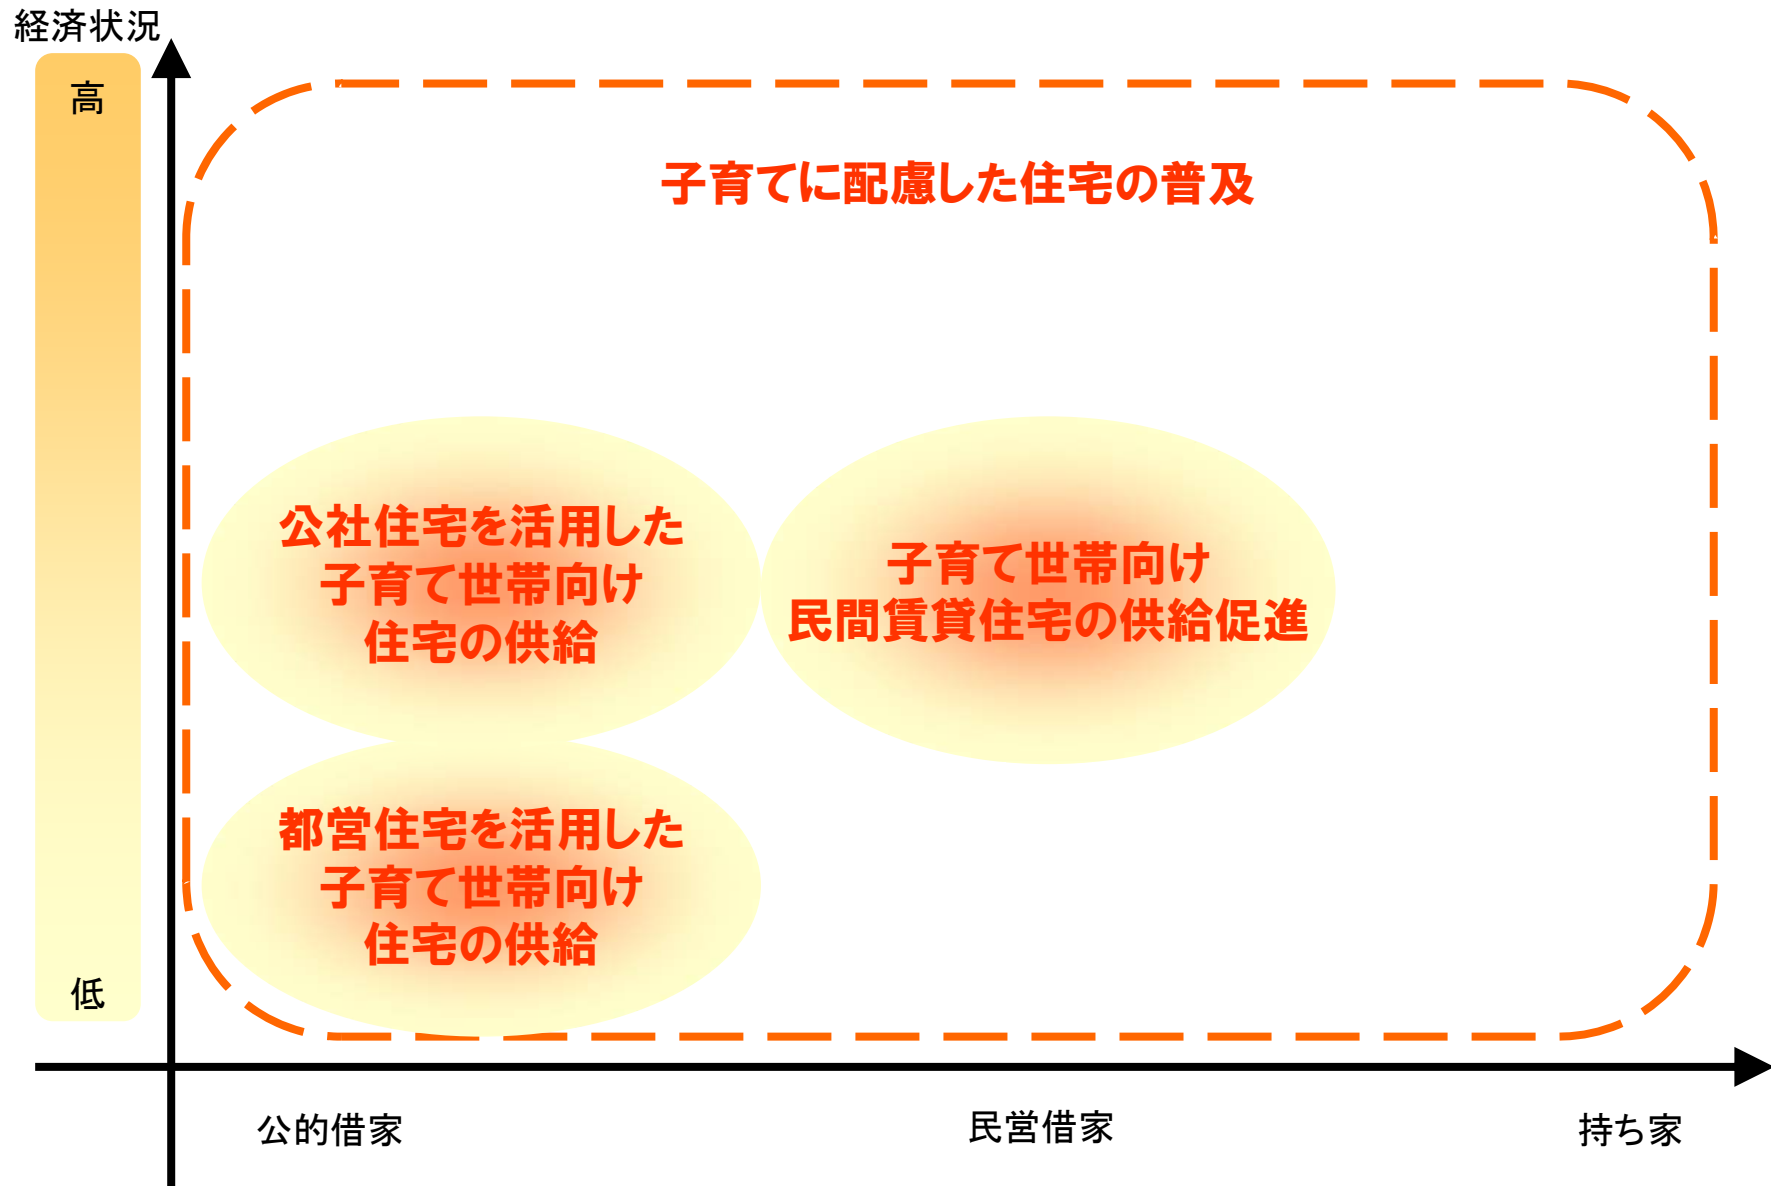 経済状況
高
子育てに配慮した住宅の普及
公社住宅を活用した
子育て世帯向け
住宅の供給
子育て世帯向け
民間賃貸住宅の供給促進
都営住宅を活用した
子育て世帯向け
住宅の供給
低
公的借家
民営借家
持ち家